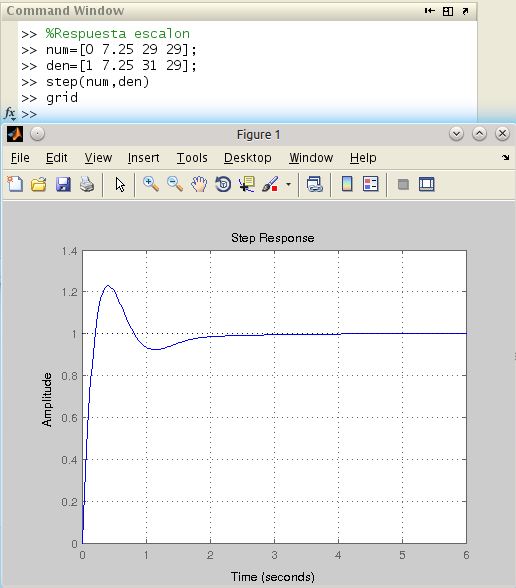 Command Window
>> %Respuesta escalon
>> num=[0 7.25 29 29];
>> den=[1 7.25 31 29];
>> step(num,den)
>> grid
fx >>
Figure 1
File Edit View Insert Tools Desktop Window Help
Step Response
1.4
1.2
1
0.8
0.6
0.4
0.2
0
Amplitude
0 1 2 3 4 5 6
Time (seconds)